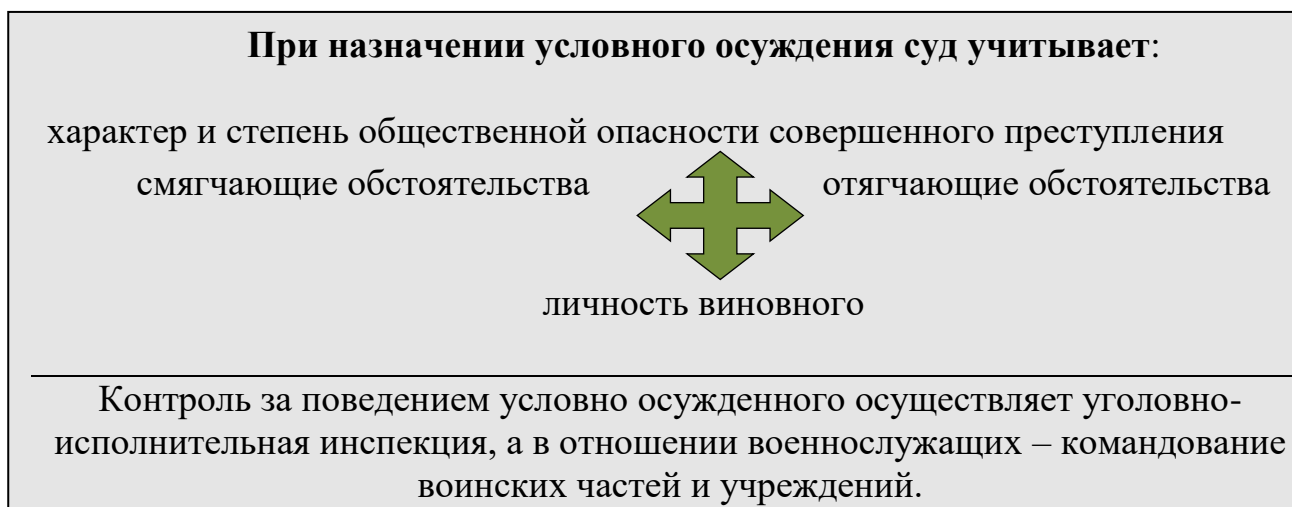 При назначении условного осуждения суд учитывает:
характер и степень общественной опасности совершенного преступления
смягчающие обстоятельства отягчающие обстоятельства
личность виновного
Контроль за поведением условно осужденного осуществляет уголовно-
исполнительная инспекция, а в отношении военнослужащих – командование
воинских частей и учреждений.